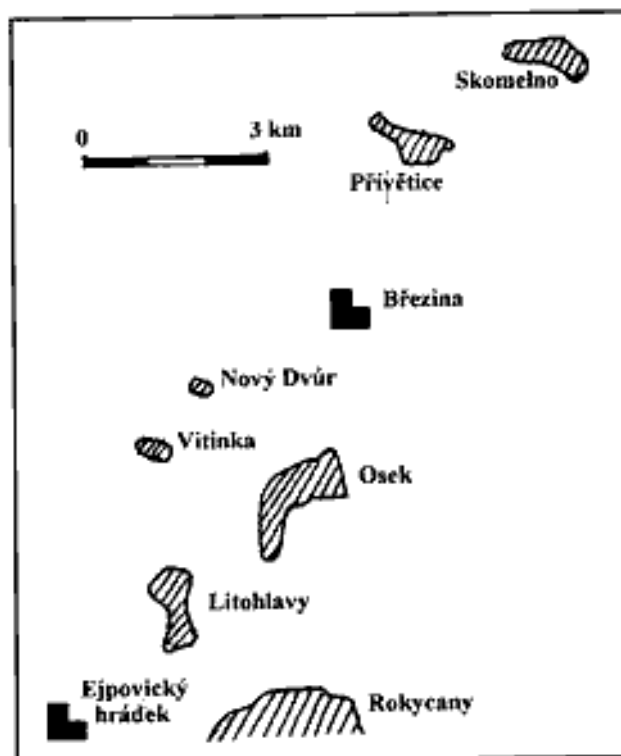 Skomelno
0 3 km
Přívětice
Březina
Nový Dvůr
Vitinka
Osek
Litohlavy
Ejpovický
hrádek
Rokycany